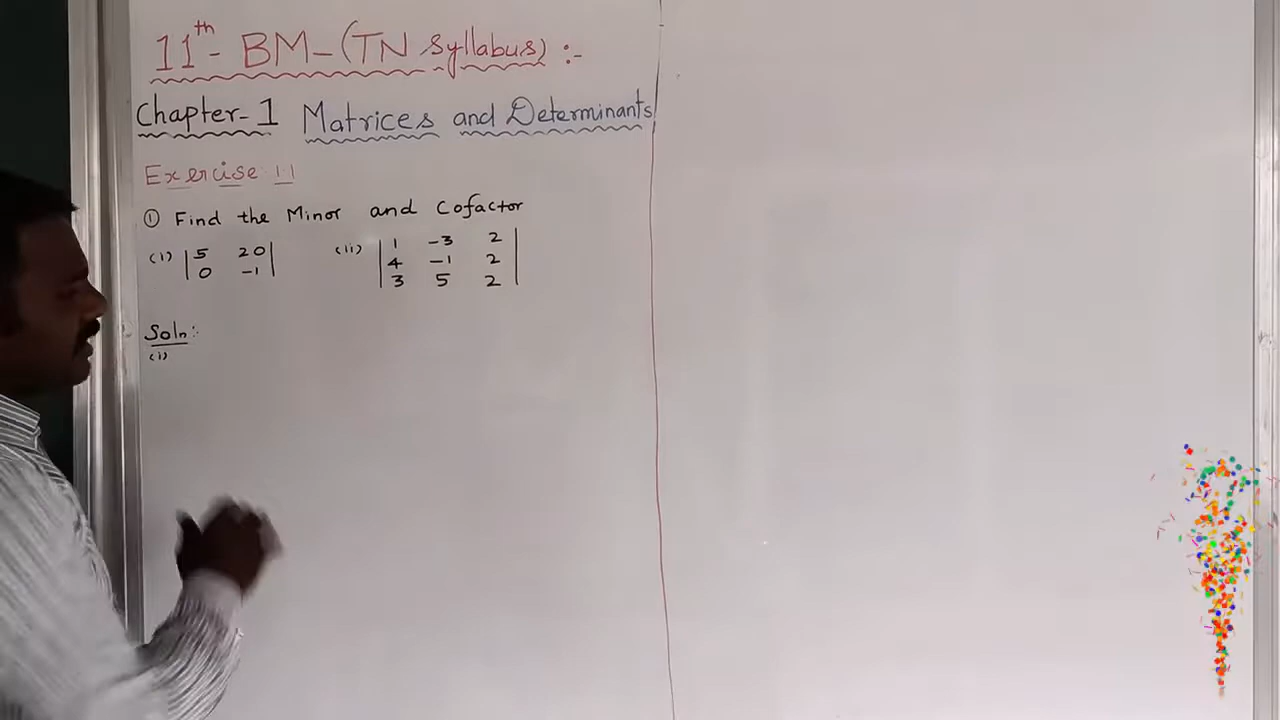 11th - BM - (TN Syllabus) :-
Chapter - 1 Matrices and Determinants
Exercise 1.1
① Find the Minor and Cofactor
(i) | 5 20 | (ii) | 1 -3 2 |
| 0 -1 | | 4 -1 2 |
| 3 5 2 |
Soln:-
(i)